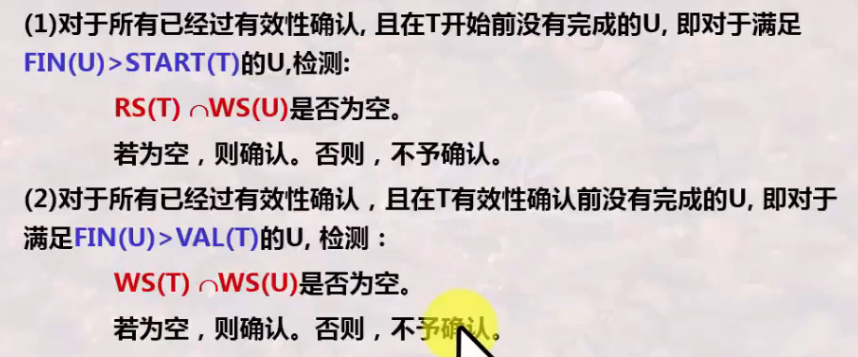 (1)对于所有已经过有效性确认, 且在T开始前没有完成的U, 即对于满足
FIN(U)>START(T)的U,检测:
RS(T) ∩WS(U)是否为空。
若为空，则确认。否则，不予确认。
(2)对于所有已经过有效性确认，且在T有效性确认前没有完成的U, 即对于
满足FIN(U)>VAL(T)的U, 检测：
WS(T) ∩WS(U)是否为空。
若为空，则确认。否则，不予确认。